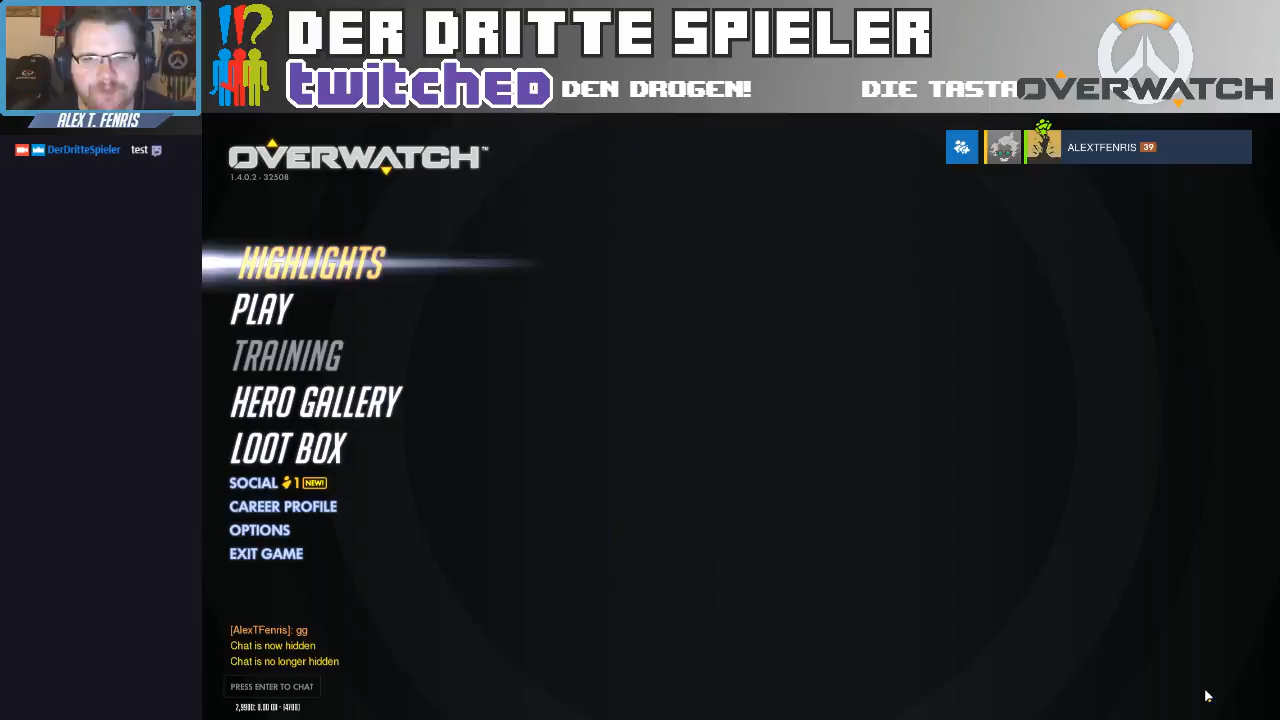 !!?
DER DRITTE SPIELER
twitched
DEN DROGEN!
DIE TASTA
OVERWATCH
ALEX T. FENRIS
DerDritteSpieler test
OVERWATCH™
1.4.0.2 - 32508
ALEXTFENRIS 39
HIGHLIGHTS
PLAY
TRAINING
HERO GALLERY
LOOT BOX
SOCIAL 1 NEW!
CAREER PROFILE
OPTIONS
EXIT GAME
[AlexTFenris]: gg
Chat is now hidden
Chat is no longer hidden
PRESS ENTER TO CHAT